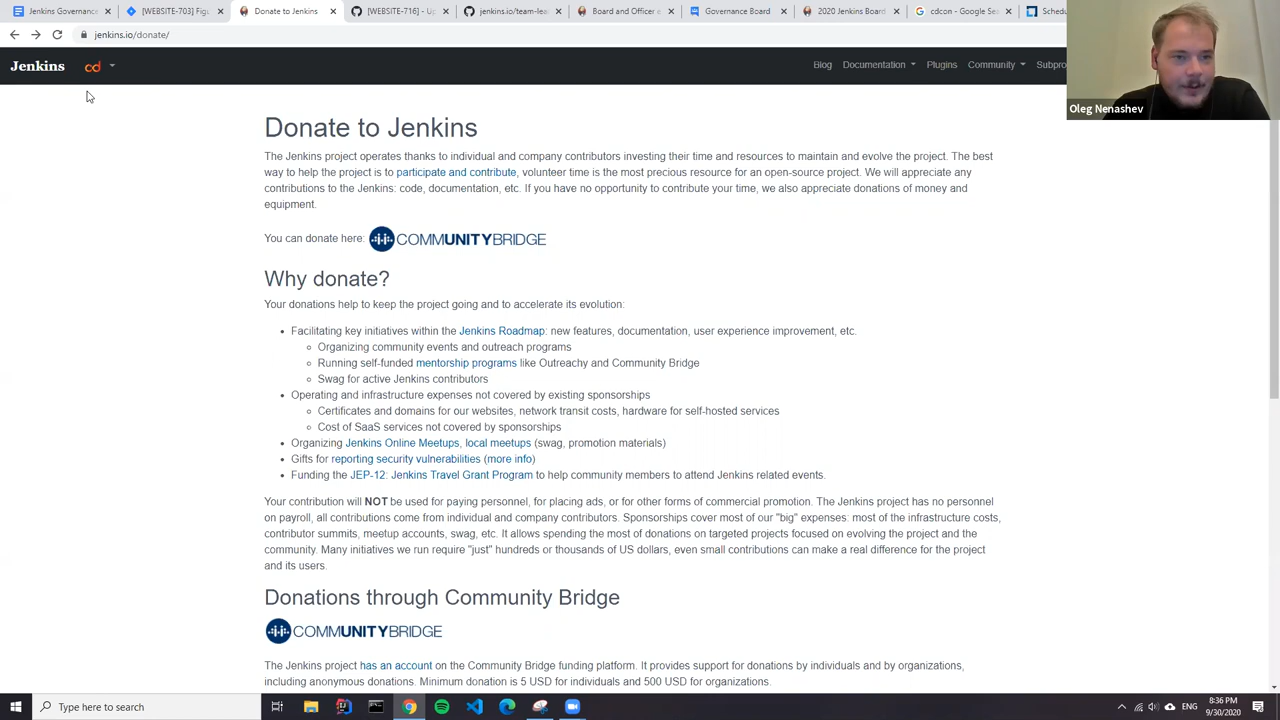 Jenkins Governance
[WEBSITE-703] Figu
Donate to Jenkins
[WEBSITE-716] - Up
jenkins.io/team-lea
Board and Officer e
Governance Board
2020 Jenkins Board
cdcon - Google Sea
Schedu
jenkins.io/donate/
Jenkins
cd
Blog Documentation Plugins Community Subpro
Oleg Nenashev
Donate to Jenkins
The Jenkins project operates thanks to individual and company contributors investing their time and resources to maintain and evolve the project. The best
way to help the project is to participate and contribute, volunteer time is the most precious resource for an open-source project. We will appreciate any
contributions to the Jenkins: code, documentation, etc. If you have no opportunity to contribute your time, we also appreciate donations of money and
equipment.
You can donate here: COMMUNITYBRIDGE
Why donate?
Your donations help to keep the project going and to accelerate its evolution:
Facilitating key initiatives within the Jenkins Roadmap: new features, documentation, user experience improvement, etc.
Organizing community events and outreach programs
Running self-funded mentorship programs like Outreachy and Community Bridge
Swag for active Jenkins contributors
Operating and infrastructure expenses not covered by existing sponsorships
Certificates and domains for our websites, network transit costs, hardware for self-hosted services
Cost of SaaS services not covered by sponsorships
Organizing Jenkins Online Meetups, local meetups (swag, promotion materials)
Gifts for reporting security vulnerabilities (more info)
Funding the JEP-12: Jenkins Travel Grant Program to help community members to attend Jenkins related events.
Your contribution will NOT be used for paying personnel, for placing ads, or for other forms of commercial promotion. The Jenkins project has no personnel
on payroll, all contributions come from individual and company contributors. Sponsorships cover most of our "big" expenses: most of the infrastructure costs,
contributor summits, meetup accounts, swag, etc. It allows spending the most of donations on targeted projects focused on evolving the project and the
community. Many initiatives we run require "just" hundreds or thousands of US dollars, even small contributions can make a real difference for the project
and its users.
Donations through Community Bridge
COMMUNITYBRIDGE
The Jenkins project has an account on the Community Bridge funding platform. It provides support for donations by individuals and by organizations,
including anonymous donations. Minimum donation is 5 USD for individuals and 500 USD for organizations.
Type here to search
ENG
8:36 PM
9/30/2020